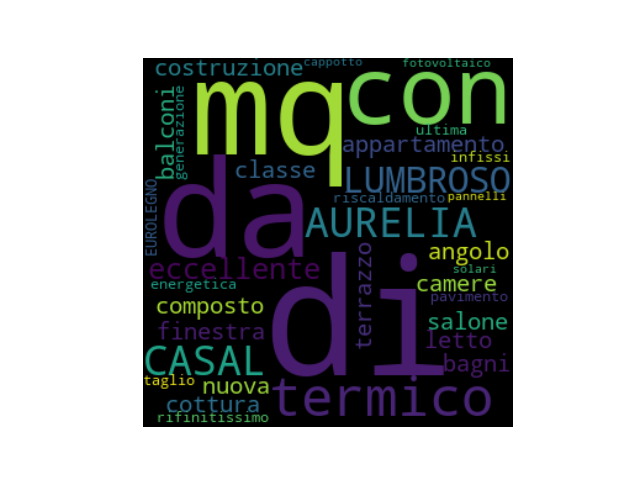 costruzione
cappotto
fotovoltaico
balconi
generazione
mq
con
ultima
appartamento
infissi
classe
LUMBROSO
EUROLEGNO
da
riscaldamento
pannelli
AURELIA
eccellente
terrazzo
angolo
solari
energetica
di
camere
pavimento
composto
salone
finestra
letto
CASAL
bagni
taglio
nuova
termico
cottura
rifinitissimo